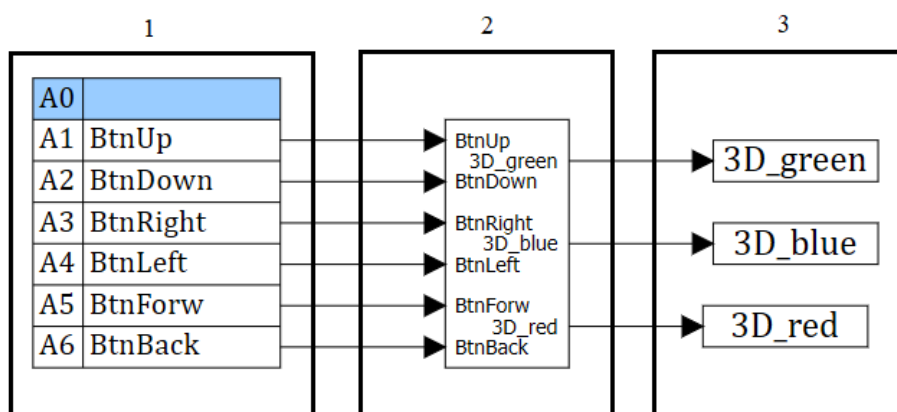 1
2
3
A0
A1 BtnUp
A2 BtnDown
A3 BtnRight
A4 BtnLeft
A5 BtnForw
A6 BtnBack
BtnUp
3D_green
BtnDown
BtnRight
3D_blue
BtnLeft
BtnForw
3D_red
BtnBack
3D_green
3D_blue
3D_red